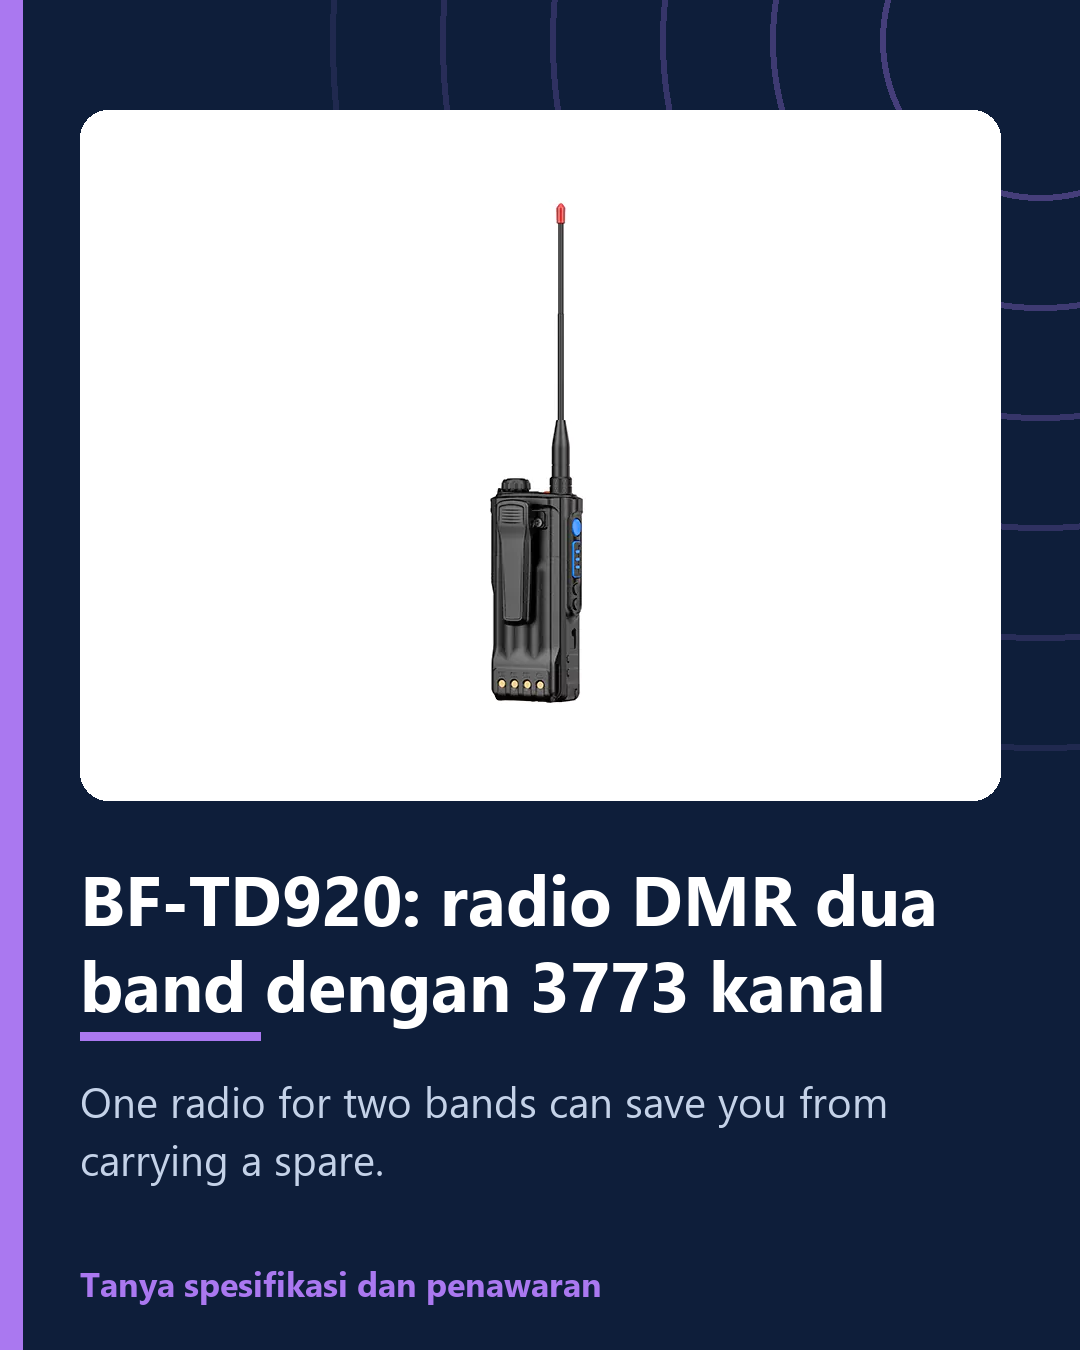 BF-TD920: radio DMR dua
band dengan 3773 kanal
One radio for two bands can save you from
carrying a spare.
Tanya spesifikasi dan penawaran